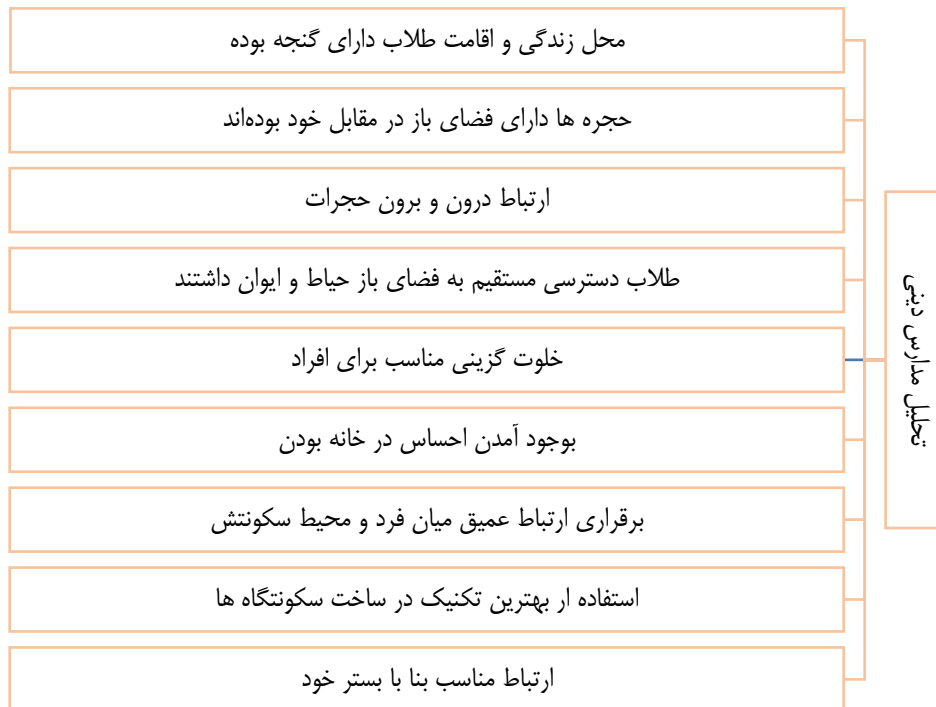 تحلیل مدارس دینی
محل زندگی و اقامت طلاب دارای گنجه بوده
حجره ها دارای فضای باز در مقابل خود بوده‌اند
ارتباط درون و برون حجرات
طلاب دسترسی مستقیم به فضای باز حیاط و ایوان داشتند
خلوت گزینی مناسب برای افراد
بوجود آمدن احساس در خانه بودن
برقراری ارتباط عمیق میان فرد و محیط سکونتش
استفاده ار بهترین تکنیک در ساخت سکونتگاه ها
ارتباط مناسب بنا با بستر خود